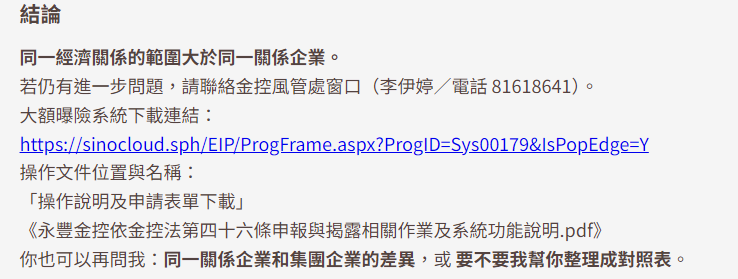 結論
同一經濟關係的範圍大於同一關係企業。
若仍有進一步問題，請聯絡金控風管處窗口（李伊婷／電話 81618641）。
大額曝險系統下載連結：
https://sinocloud.sph/EIP/ProgFrame.aspx?ProgID=Sys00179&IsPopEdge=Y
操作文件位置與名稱：
「操作說明及申請表單下載」
《永豐金控依金控法第四十六條申報與揭露相關作業及系統功能說明.pdf》
你也可以再問我：同一關係企業和集團企業的差異，或 要不要我幫你整理成對照表。